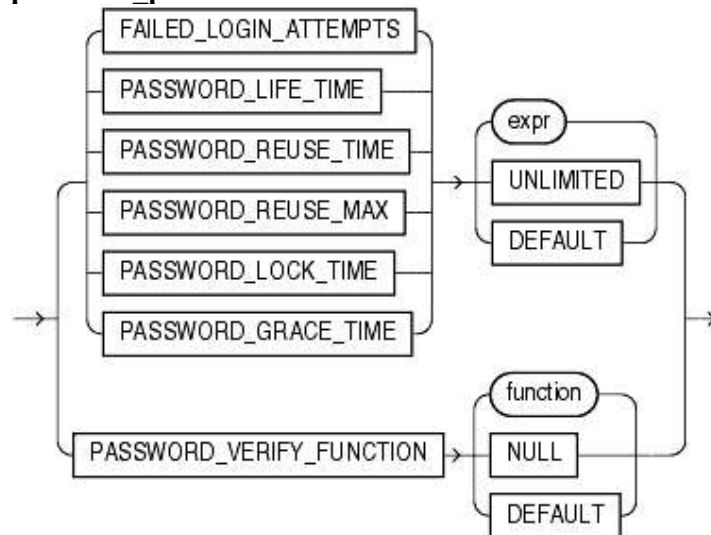 FAILED_LOGIN_ATTEMPTS
PASSWORD_LIFE_TIME
PASSWORD_REUSE_TIME
PASSWORD_REUSE_MAX
PASSWORD_LOCK_TIME
PASSWORD_GRACE_TIME
expr
UNLIMITED
DEFAULT
PASSWORD_VERIFY_FUNCTION
function
NULL
DEFAULT